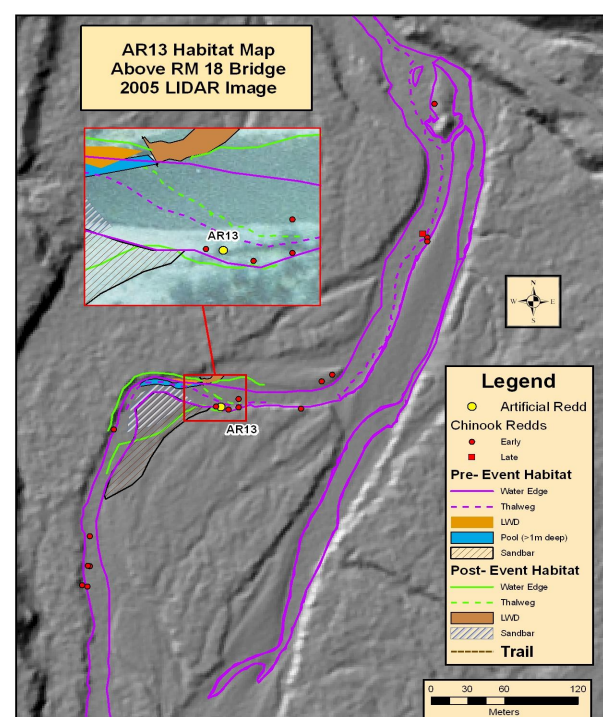 AR13 Habitat Map
Above RM 18 Bridge
2005 LIDAR Image
AR13
AR13
N
W E
S
Legend
Artificial Redd
Chinook Redds
Early
Late
Pre- Event Habitat
Water Edge
Thalweg
LWD
Pool (>1m deep)
Sandbar
Post- Event Habitat
Water Edge
Thalweg
LWD
Sandbar
Trail
0 30 60 120
Meters